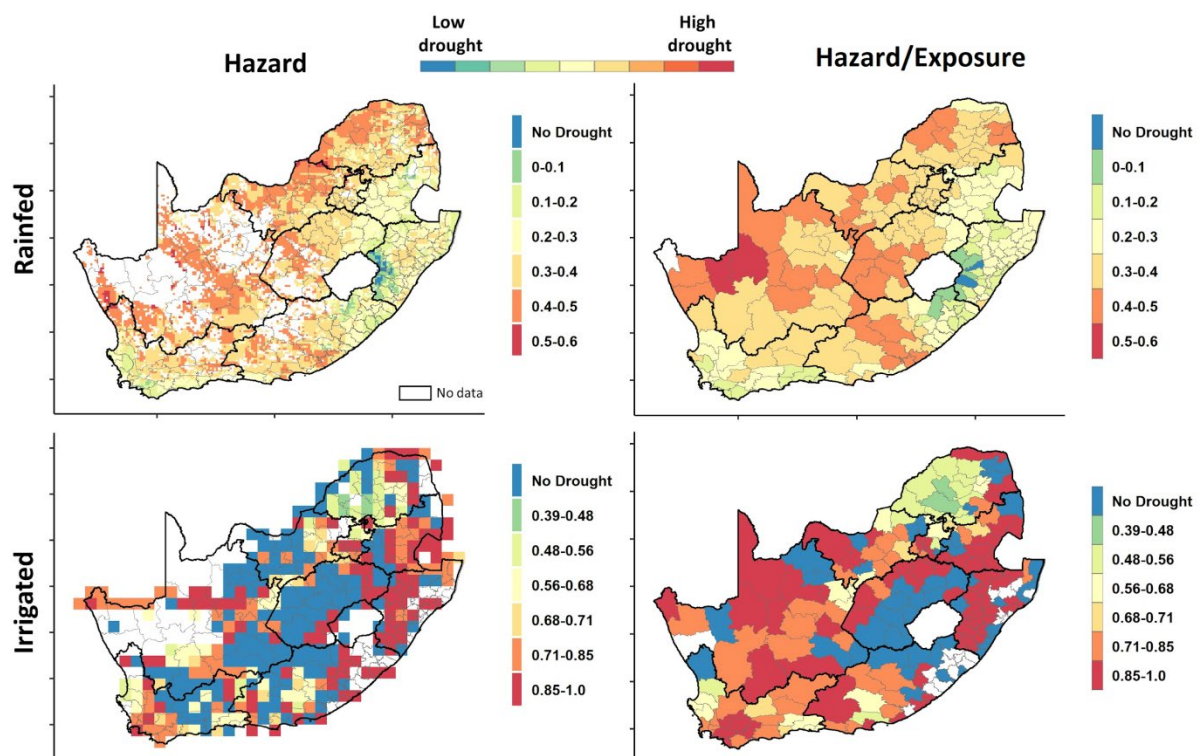 Low
drought
High
drought
Hazard
Hazard/Exposure
Rainfed
No Drought
0-0.1
0.1-0.2
0.2-0.3
0.3-0.4
0.4-0.5
0.5-0.6
No data
No Drought
0-0.1
0.1-0.2
0.2-0.3
0.3-0.4
0.4-0.5
0.5-0.6
Irrigated
No Drought
0.39-0.48
0.48-0.56
0.56-0.68
0.68-0.71
0.71-0.85
0.85-1.0
No Drought
0.39-0.48
0.48-0.56
0.56-0.68
0.68-0.71
0.71-0.85
0.85-1.0